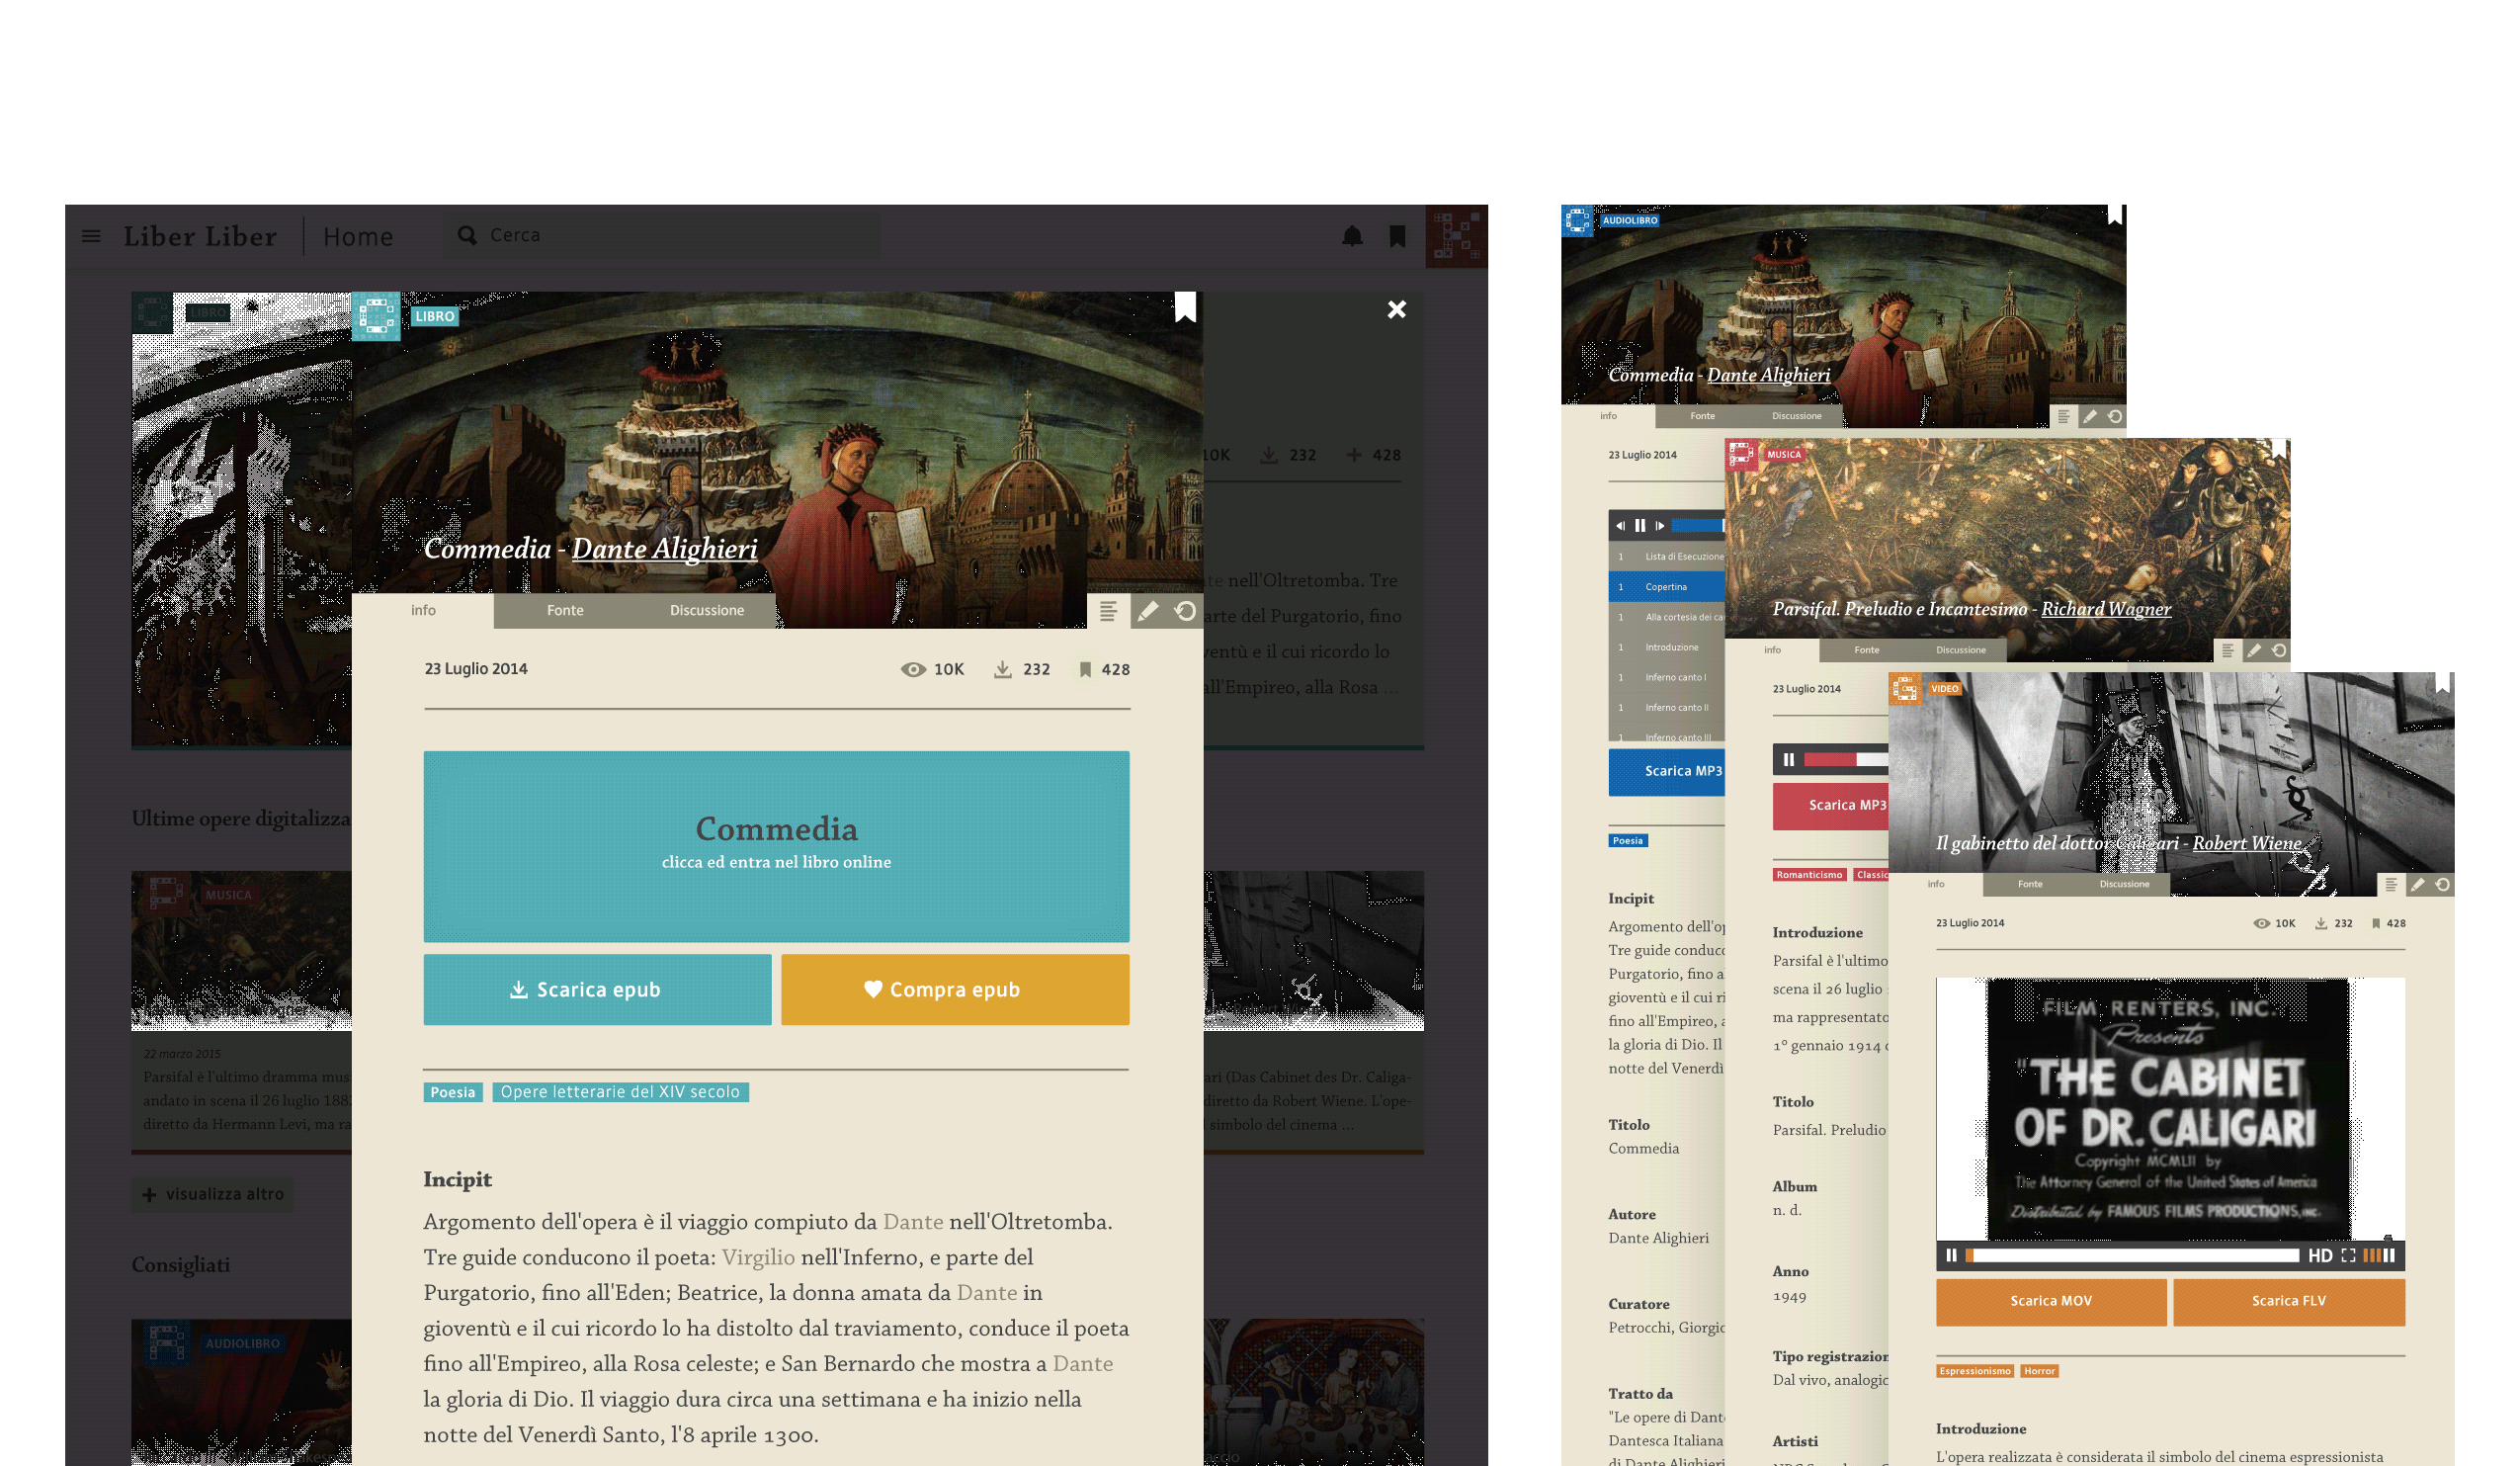 Liber Liber
Home
Cerca
LIBRO
LIBRO
10K
232
428
nell'Oltretomba. Tre
arte del Purgatorio, fino
ventù e il cui ricordo lo
all'Empireo, alla Rosa ...
Ultime opere digitalizza
MUSICA
22 marzo 2015
Parsifal è l'ultimo dramma mus
andato in scena il 26 luglio 188
diretto da Hermann Levi, ma ra
ari (Das Cabinet des Dr. Caliga-
diretto da Robert Wiene. L'ope-
simbolo del cinema ...
+ visualizza altro
Consigliati
AUDIOLIBRO
Commedia - Dante Alighieri
info
Fonte
Discussione
23 Luglio 2014
10K
232
428
Commedia
clicca ed entra nel libro online
Scarica epub
Compra epub
Poesia
Opere letterarie del XIV secolo
Incipit
Argomento dell'opera è il viaggio compiuto da Dante nell'Oltretomba.
Tre guide conducono il poeta: Virgilio nell'Inferno, e parte del
Purgatorio, fino all'Eden; Beatrice, la donna amata da Dante in
gioventù e il cui ricordo lo ha distolto dal traviamento, conduce il poeta
fino all'Empireo, alla Rosa celeste; e San Bernardo che mostra a Dante
la gloria di Dio. Il viaggio dura circa una settimana e ha inizio nella
notte del Venerdì Santo, l'8 aprile 1300.
AUDIOLIBRO
Commedia - Dante Alighieri
info
Fonte
Discussione
23 Luglio 2014
1 Lista di Esecuzione
1 Copertina
1 Alla cortesia dei ca
1 Introduzione
1 Inferno canto I
1 Inferno canto II
1 Inferno canto III
Scarica MP3
Poesia
Incipit
Argomento dell'op
Tre guide conduc
Purgatorio, fino a
gioventù e il cui ri
fino all'Empireo, a
la gloria di Dio. Il
notte del Venerdì
Titolo
Commedia
Autore
Dante Alighieri
Curatore
Petrocchi, Giorgio
Tratto da
"Le opere di Dant
Dantesca Italiana
di Dante Alighieri
MUSICA
Parsifal. Preludio e Incantesimo - Richard Wagner
info
Fonte
Discussione
23 Luglio 2014
Scarica MP3
Romanticismo
Classic
Introduzione
Parsifal è l'ultimo
scena il 26 luglio
ma rappresentato
1º gennaio 1914
Titolo
Parsifal. Preludio
Album
n. d.
Anno
1949
Tipo registrazion
Dal vivo, analogic
Artisti
VIDEO
Il gabinetto del dottor Caligari - Robert Wiene
info
Fonte
Discussione
23 Luglio 2014
10K
232
428
FILM RENTERS, INC.
Presents
"THE CABINET
OF DR. CALIGARI
Copyright MCMLII by
The Attorney General of the United States of America
Distributed by FAMOUS FILMS PRODUCTIONS, INC.
HD
Scarica MOV
Scarica FLV
Espressionismo
Horror
Introduzione
L'opera realizzata è considerata il simbolo del cinema espressionista